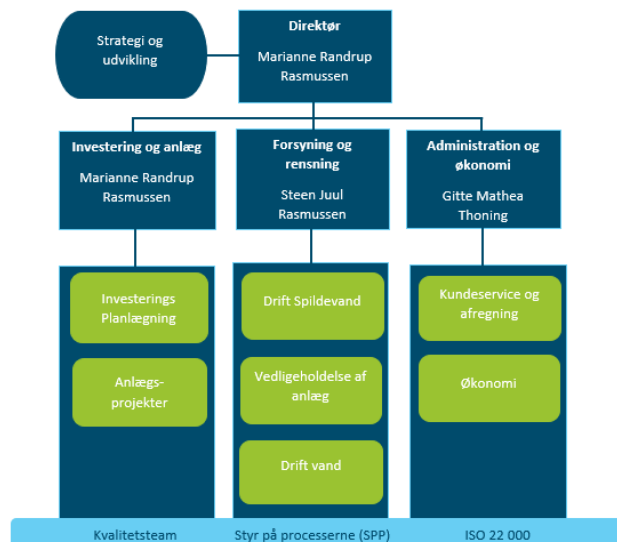 Direktør
Marianne Randrup
Rasmussen
Strategi og
udvikling
Investering og anlæg
Marianne Randrup
Rasmussen
Forsyning og
rensning
Steen Juul
Rasmussen
Administration og
økonomi
Gitte Mathea
Thoning
Investerings
Planlægning
Anlægs-
projekter
Drift Spildevand
Vedligeholdelse af
anlæg
Drift vand
Kundeservice og
afregning
Økonomi
Kvalitetsteam
Styr på processerne (SPP)
ISO 22 000